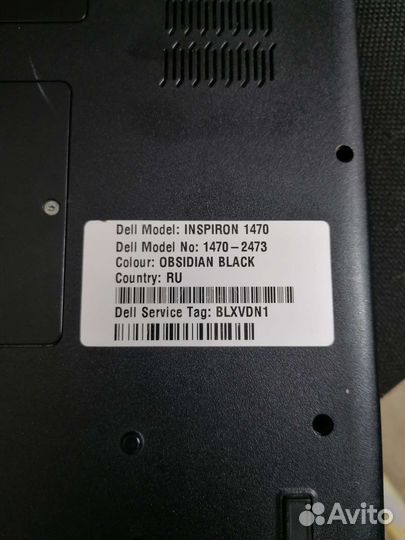 Dell Model: INSPIRON 1470
Dell Model No: 1470-2473
Colour: OBSIDIAN BLACK
Country: RU
Dell Service Tag: BLXVDN1
Avito